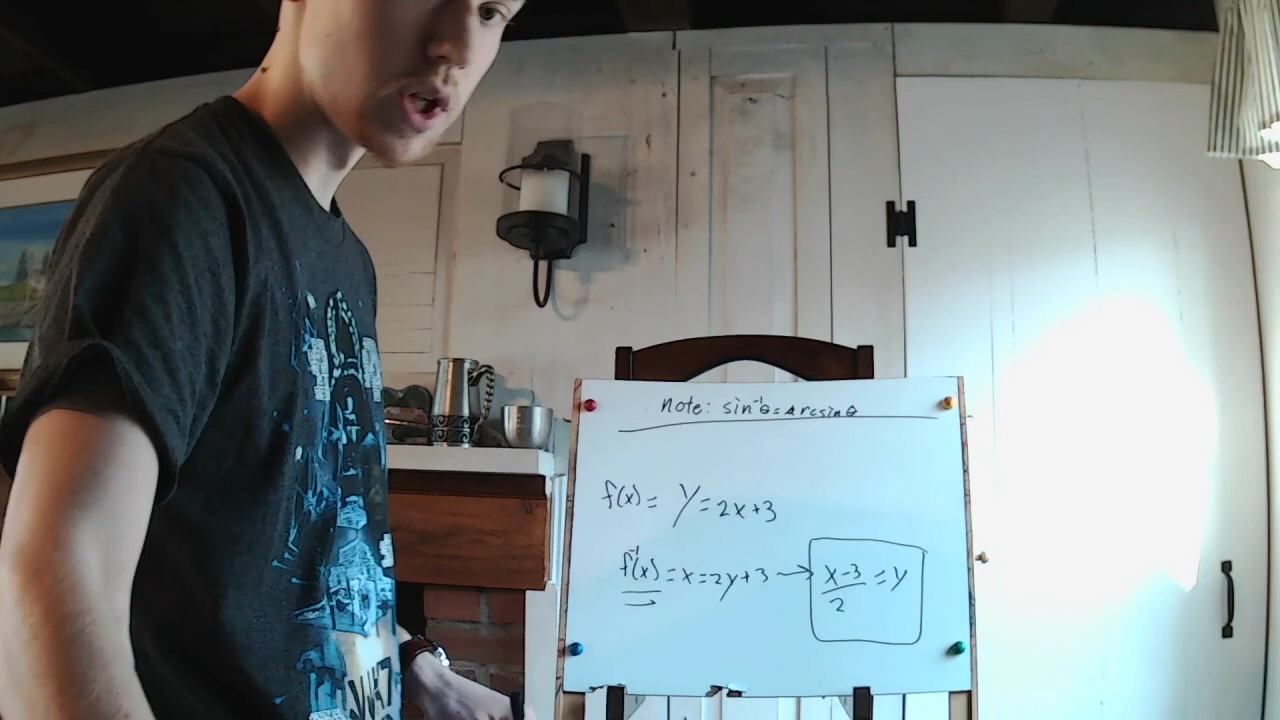 note: sin⁻¹θ = arcsinθ
f(x) = y = 2x+3
f⁻¹(x) = x = 2y+3 → x-3/2 = y